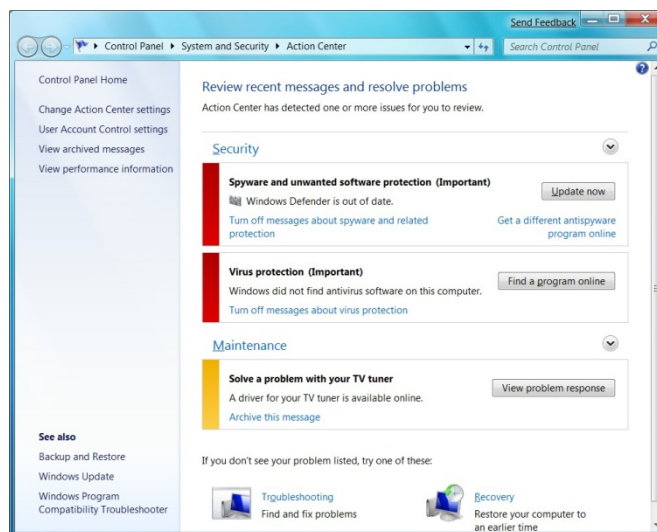 Send Feedback
Control Panel ▸ System and Security ▸ Action Center
Search Control Panel
Control Panel Home
Change Action Center settings
User Account Control settings
View archived messages
View performance information
See also
Backup and Restore
Windows Update
Windows Program
Compatibility Troubleshooter
Review recent messages and resolve problems
Action Center has detected one or more issues for you to review.
Security
Spyware and unwanted software protection (Important)
Windows Defender is out of date.
Update now
Turn off messages about spyware and related
protection
Get a different antispyware
program online
Virus protection (Important)
Windows did not find antivirus software on this computer.
Find a program online
Turn off messages about virus protection
Maintenance
Solve a problem with your TV tuner
A driver for your TV tuner is available online.
View problem response
Archive this message
If you don't see your problem listed, try one of these:
Troubleshooting
Find and fix problems
Recovery
Restore your computer to
an earlier time